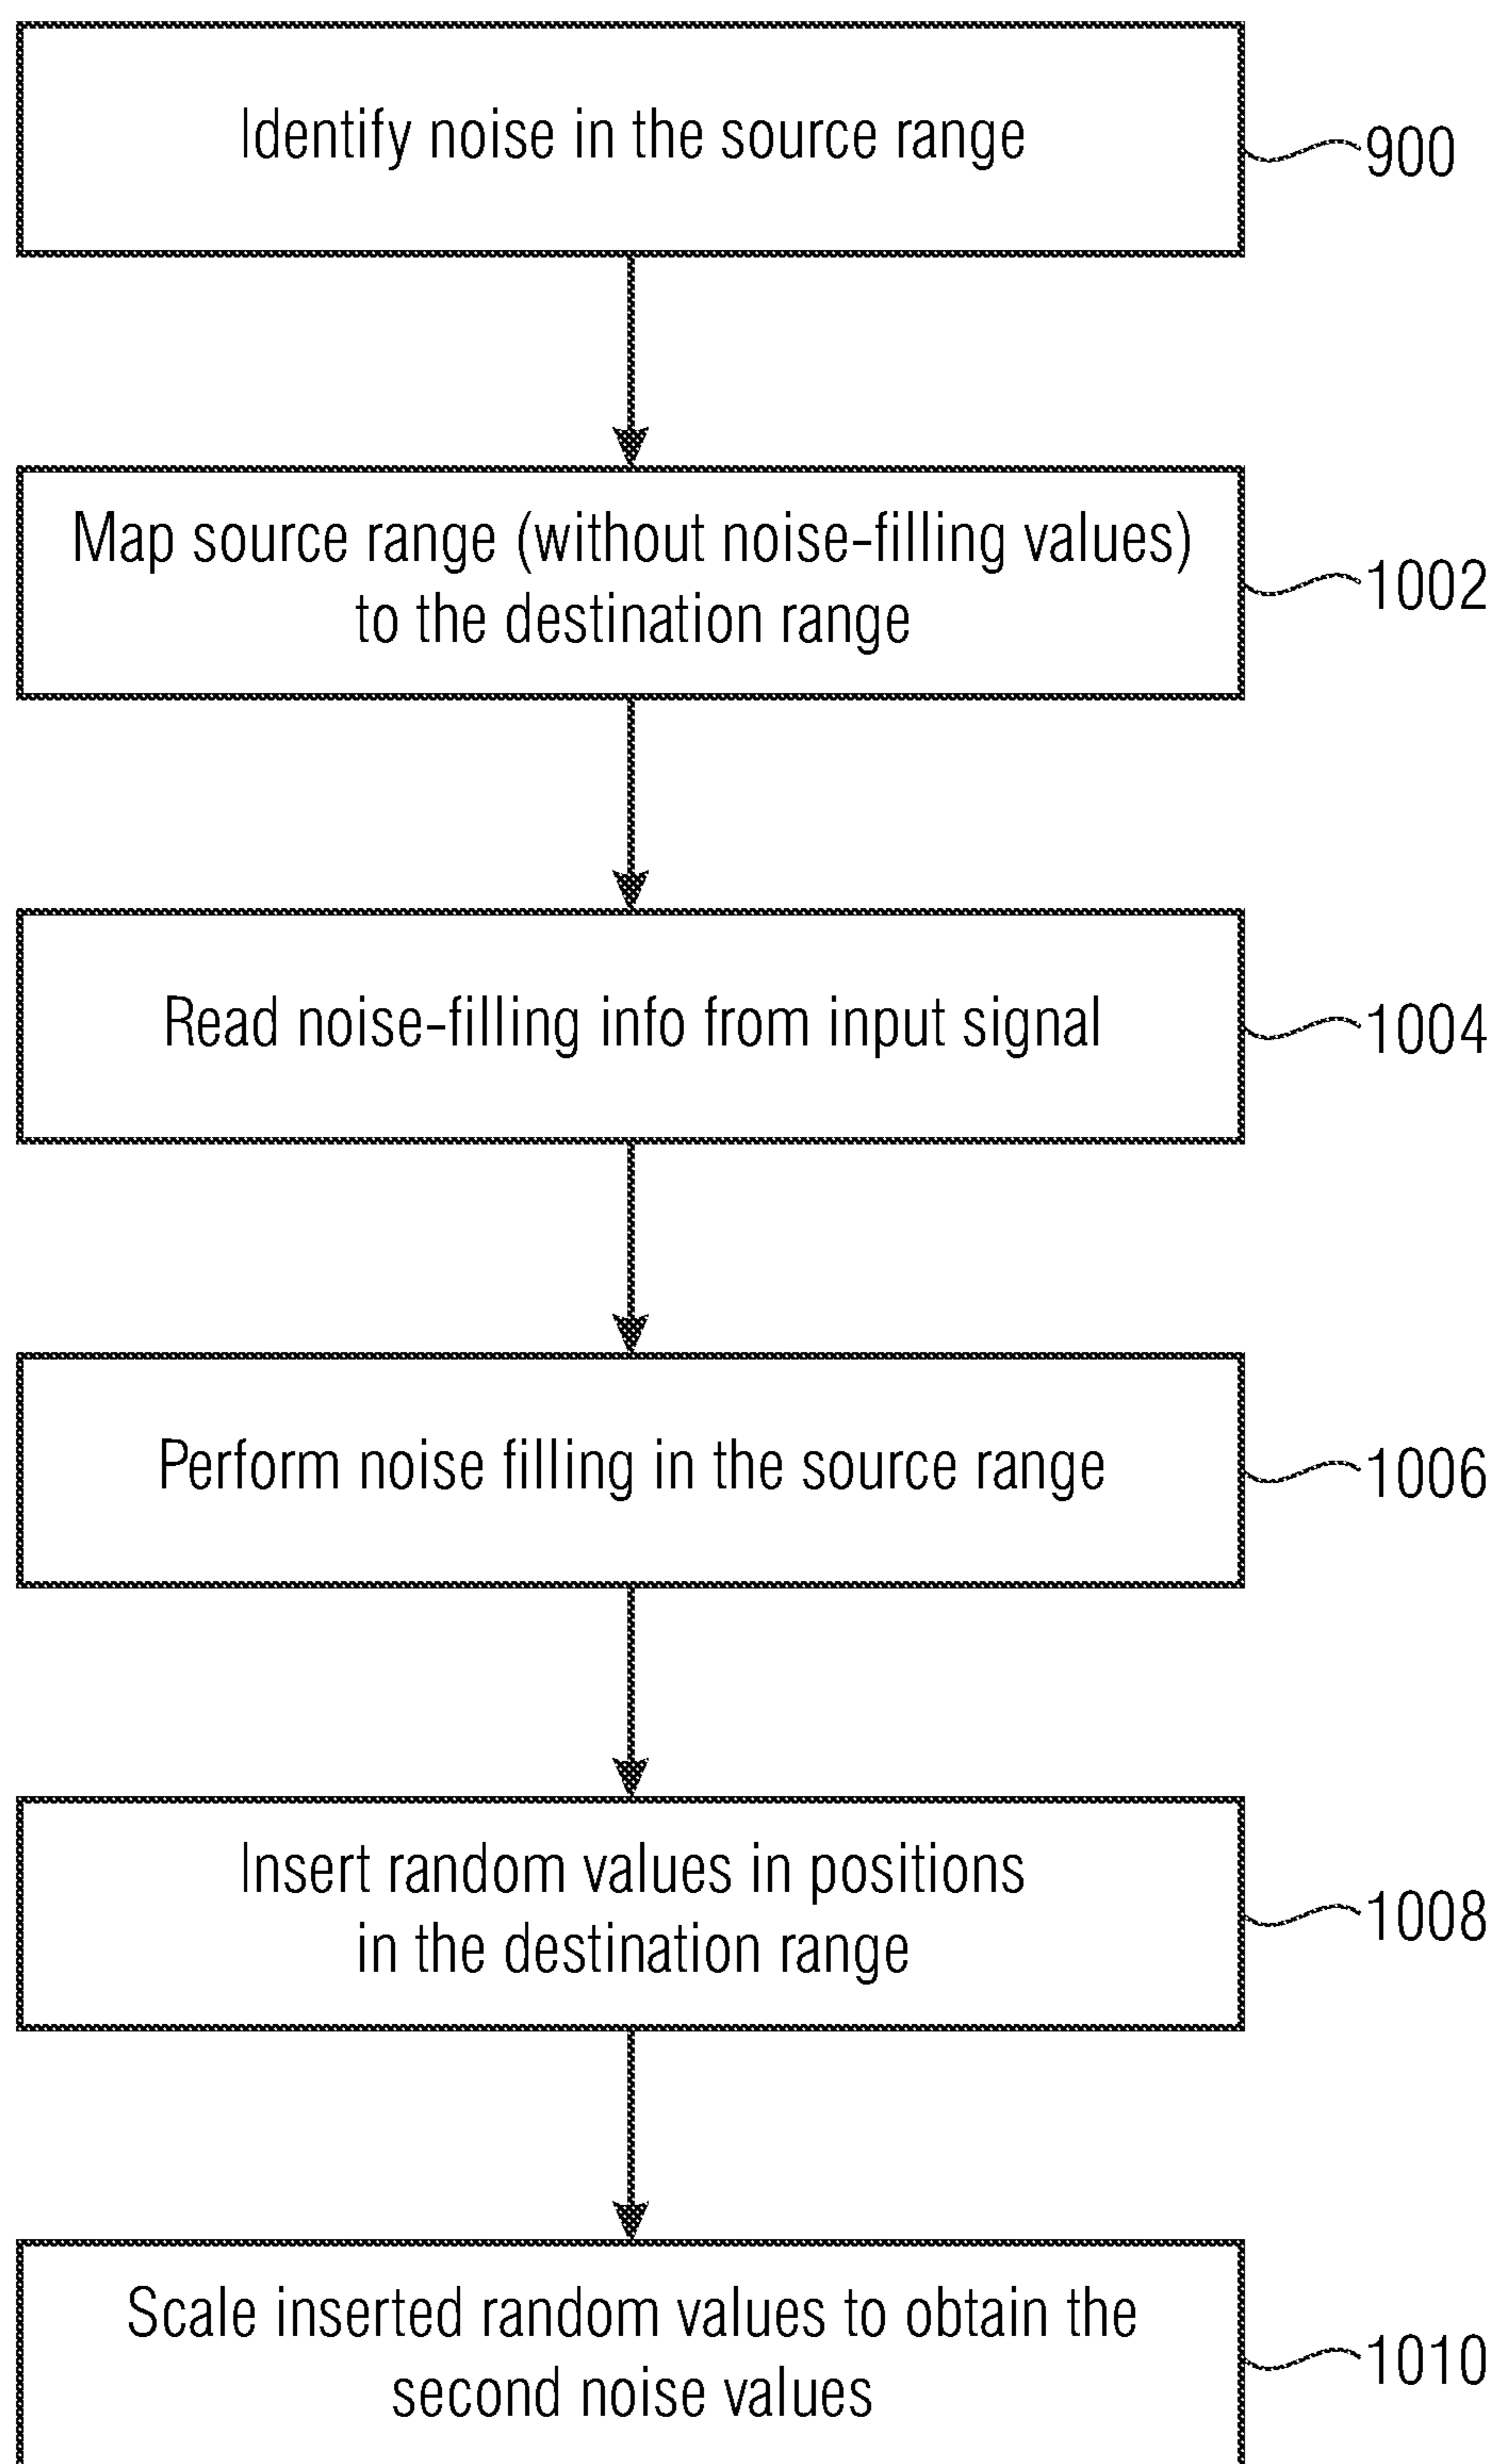 Identify noise in the source range
900
Map source range (without noise-filling values)
to the destination range
1002
Read noise-filling info from input signal
1004
Perform noise filling in the source range
1006
Insert random values in positions
in the destination range
1008
Scale inserted random values to obtain the
second noise values
1010